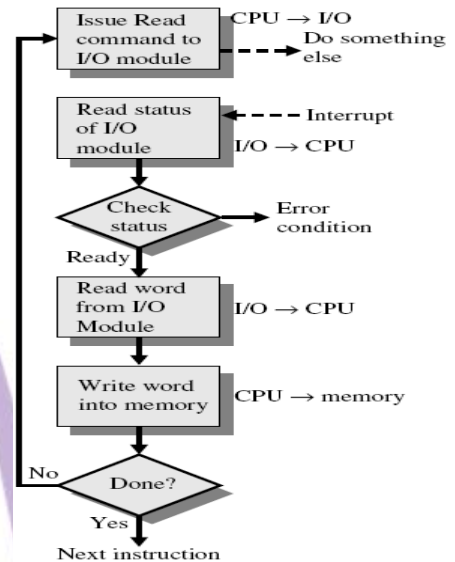 Issue Read
command to
I/O module
CPU → I/O
Do something
else
Read status
of I/O
module
Interrupt
I/O → CPU
Check
status
Error
condition
Ready
Read word
from I/O
Module
I/O → CPU
Write word
into memory
CPU → memory
No
Done?
Yes
Next instruction